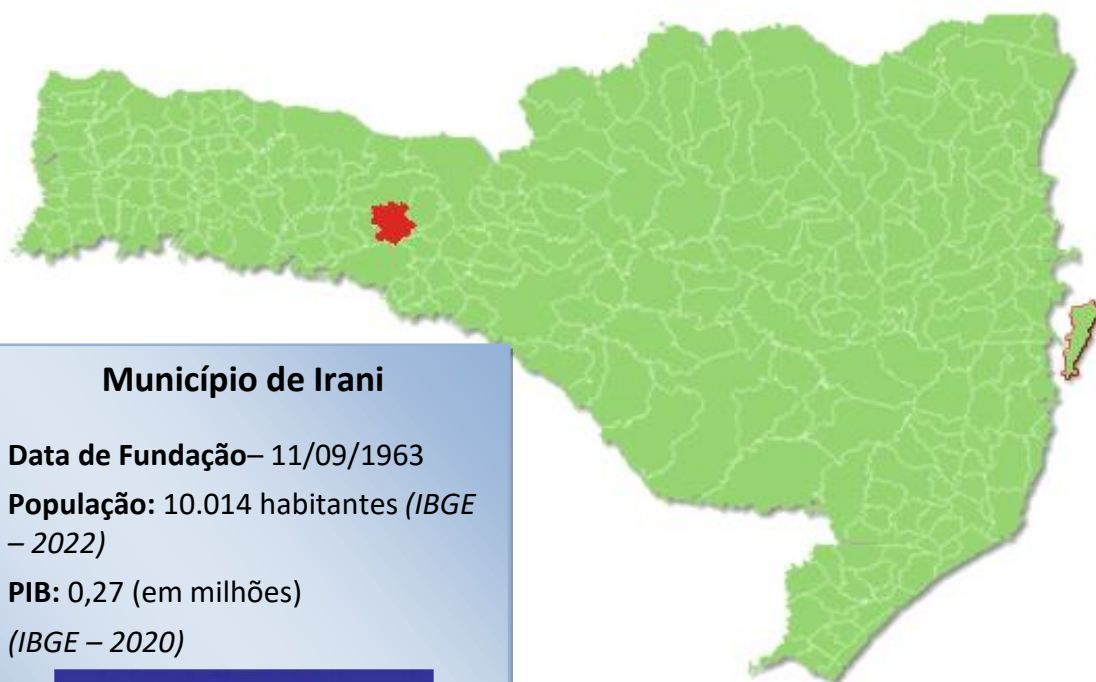 Município de Irani
Data de Fundação– 11/09/1963
População: 10.014 habitantes (IBGE
– 2022)
PIB: 0,27 (em milhões)
(IBGE – 2020)